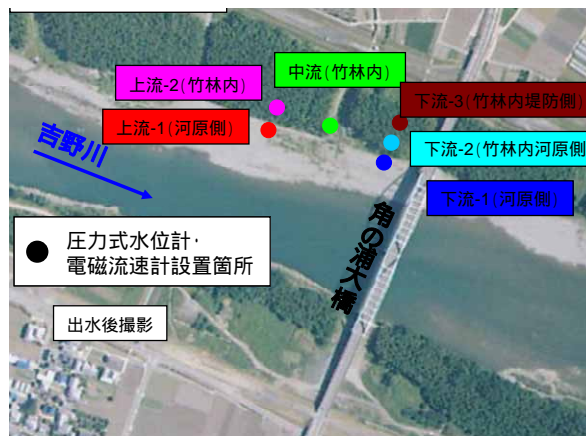 上流-2(竹林内)
中流(竹林内)
上流-1(河原側)
下流-3(竹林内堤防側)
下流-2(竹林内河原側
下流-1(河原側)
吉野川
角の浦大橋
圧力式水位計・
電磁流速計設置箇所
出水後撮影